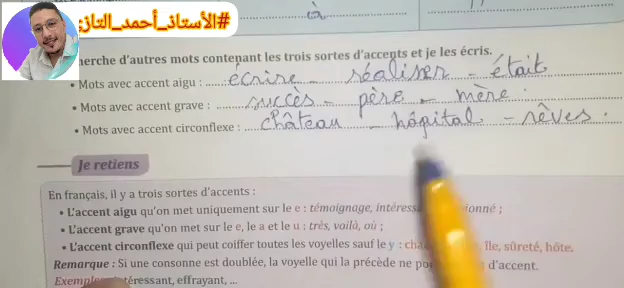 #الأستاذ_أحمد_التازي
à
herche d'autres mots contenant les trois sortes d'accents et je les écris.
• Mots avec accent aigu : écrire - réaliser - était
• Mots avec accent grave : succès - père - mère.
• Mots avec accent circonflexe : château - hôpital - rêves.
Je retiens
En français, il y a trois sortes d'accents :
• L'accent aigu qu'on met uniquement sur le e : témoignage, intéress ionné ;
• L'accent grave qu'on met sur le e, le a et le u : très, voilà, où ;
• L'accent circonflexe qui peut coiffer toutes les voyelles sauf le y : île, sûreté, hôte.
Remarque : Si une consonne est doublée, la voyelle qui la précède ne d'accent.
téressant, effrayant, ...